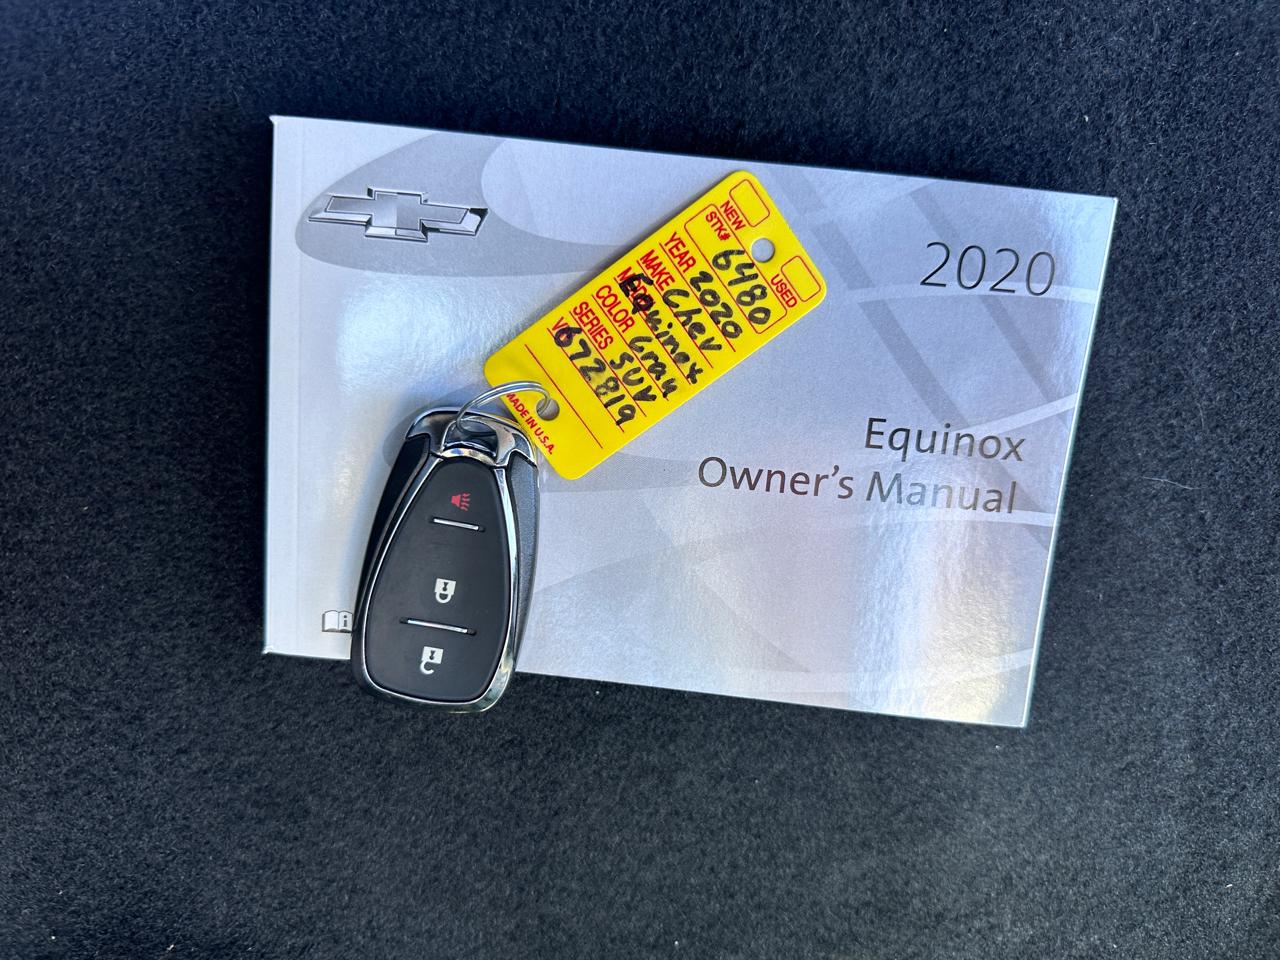 2020
Equinox
Owner's Manual
NEW
USED
STK# 6480
YEAR 2020
MAKE Chev
MODEL Equinox
COLOR Gray
SERIES SUV
VIN 672819
MADE IN U.S.A.
i